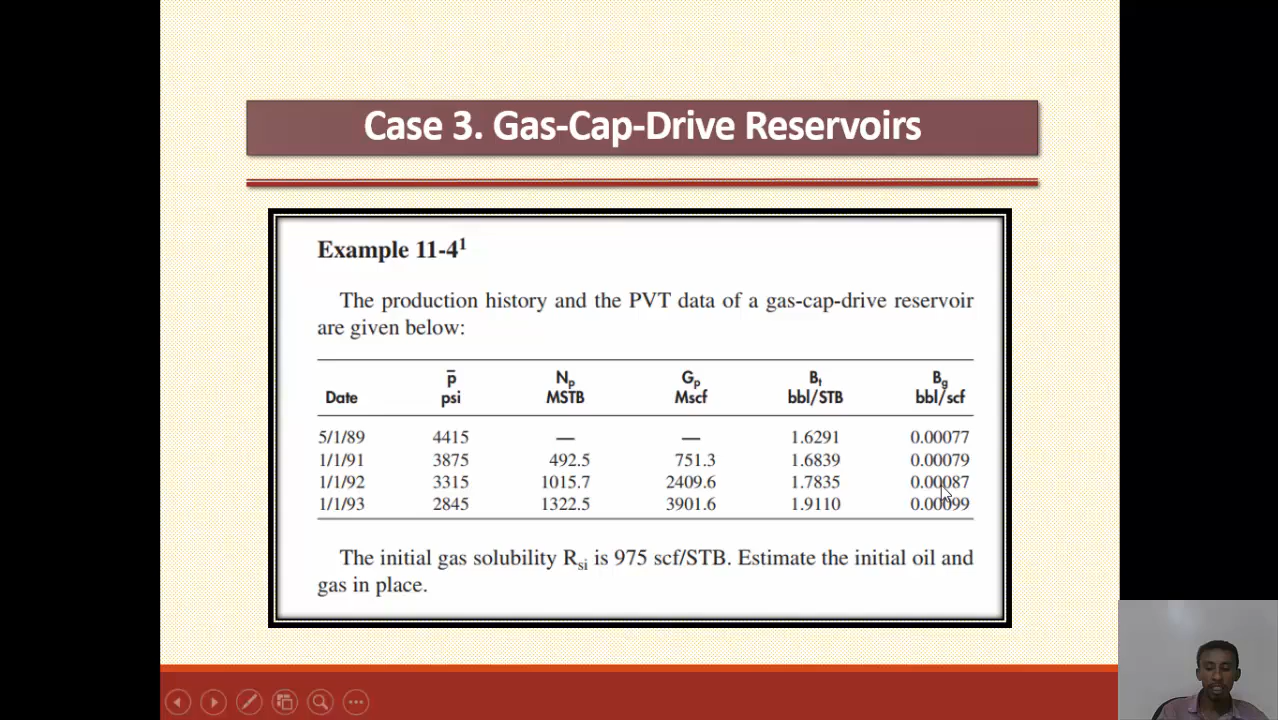 Case 3. Gas-Cap-Drive Reservoirs
Example 11-4¹
The production history and the PVT data of a gas-cap-drive reservoir
are given below:
p̅ Np Gp Bt Bg
Date psi MSTB Mscf bbl/STB bbl/scf
5/1/89 4415 — — 1.6291 0.00077
1/1/91 3875 492.5 751.3 1.6839 0.00079
1/1/92 3315 1015.7 2409.6 1.7835 0.00087
1/1/93 2845 1322.5 3901.6 1.9110 0.00099
The initial gas solubility Rsi is 975 scf/STB. Estimate the initial oil and
gas in place.